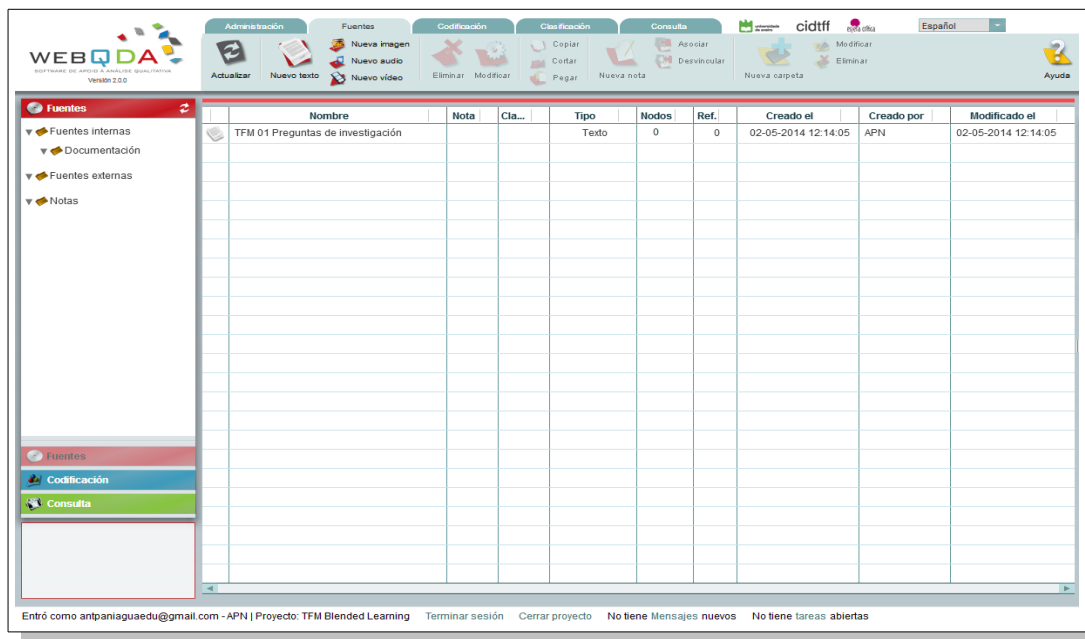 Administración Fuentes Codificación Clasificación Consulta cidtff Español
WEBQDA
SOFTWARE DE APOIO À ANÁLISE QUALITATIVA
Versión 2.0.0
Actualizar Nuevo texto
Nueva imagen
Nuevo audio
Nuevo vídeo
Eliminar Modificar
Copiar
Cortar
Pegar
Nueva nota
Asociar
Desvincular
Nueva carpeta
Modificar
Eliminar
Ayuda
Fuentes
Fuentes internas
Documentación
Fuentes externas
Notas
Fuentes
Codificación
Consulta
Nombre Nota Cla... Tipo Nodos Ref. Creado el Creado por Modificado el
TFM 01 Preguntas de investigación Texto 0 0 02-05-2014 12:14:05 APN 02-05-2014 12:14:05
Entró como antpaniaguaedu@gmail.com - APN | Proyecto: TFM Blended Learning Terminar sesión Cerrar proyecto No tiene Mensajes nuevos No tiene tareas abiertas